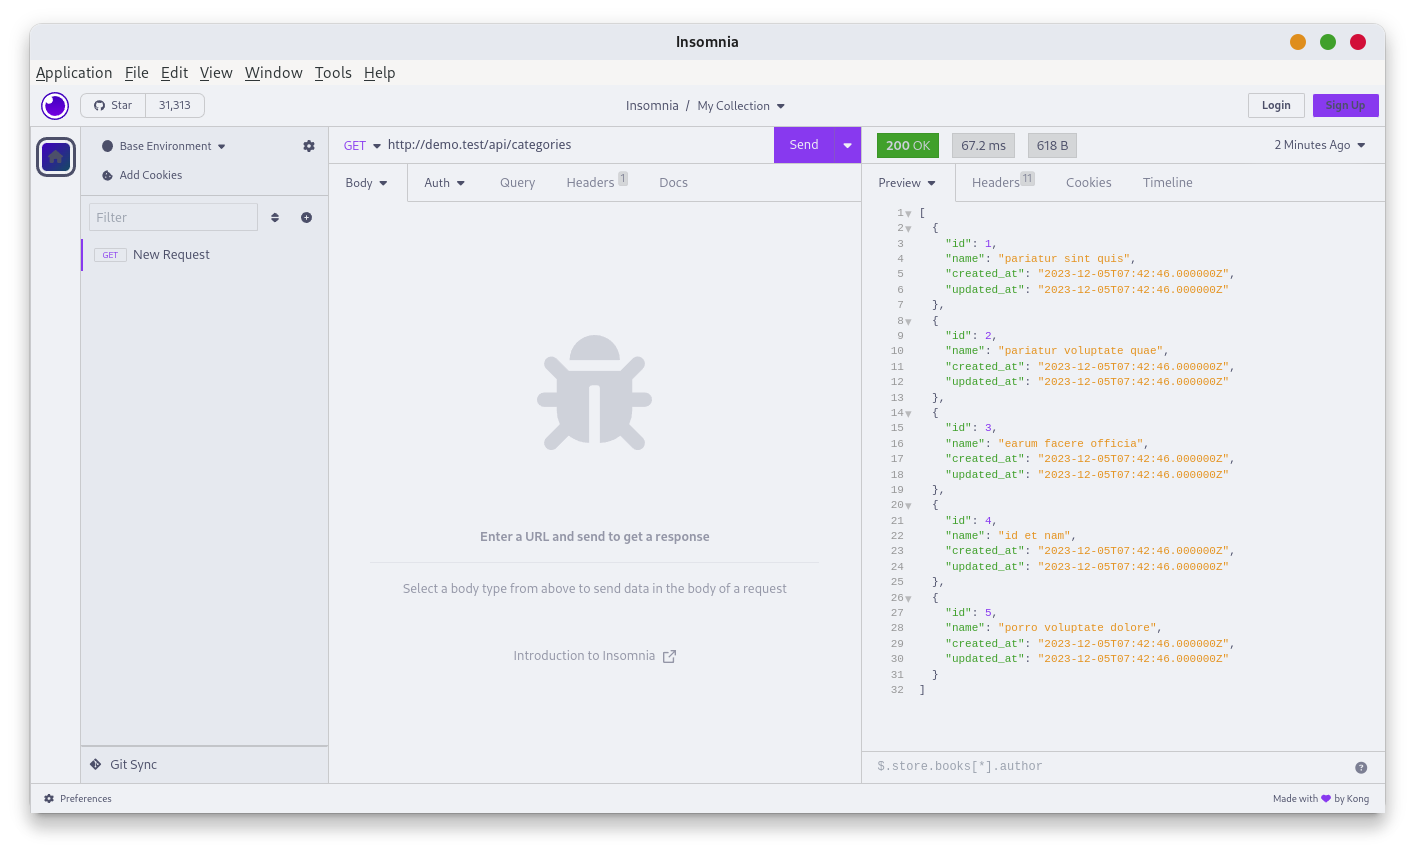 Insomnia
Application File Edit View Window Tools Help
Star 31,313
Insomnia / My Collection
Login Sign Up
Base Environment
Add Cookies
Filter
GET New Request
Git Sync
GET http://demo.test/api/categories Send
Body Auth Query Headers 1 Docs
Enter a URL and send to get a response
Select a body type from above to send data in the body of a request
Introduction to Insomnia
200 OK 67.2 ms 618 B 2 Minutes Ago
Preview Headers 11 Cookies Timeline
1 [
2 {
3 "id": 1,
4 "name": "pariatur sint quis",
5 "created_at": "2023-12-05T07:42:46.000000Z",
6 "updated_at": "2023-12-05T07:42:46.000000Z"
7 },
8 {
9 "id": 2,
10 "name": "pariatur voluptate quae",
11 "created_at": "2023-12-05T07:42:46.000000Z",
12 "updated_at": "2023-12-05T07:42:46.000000Z"
13 },
14 {
15 "id": 3,
16 "name": "earum facere officia",
17 "created_at": "2023-12-05T07:42:46.000000Z",
18 "updated_at": "2023-12-05T07:42:46.000000Z"
19 },
20 {
21 "id": 4,
22 "name": "id et nam",
23 "created_at": "2023-12-05T07:42:46.000000Z",
24 "updated_at": "2023-12-05T07:42:46.000000Z"
25 },
26 {
27 "id": 5,
28 "name": "porro voluptate dolore",
29 "created_at": "2023-12-05T07:42:46.000000Z",
30 "updated_at": "2023-12-05T07:42:46.000000Z"
31 }
32 ]
$.store.books[*].author
Preferences
Made with by Kong